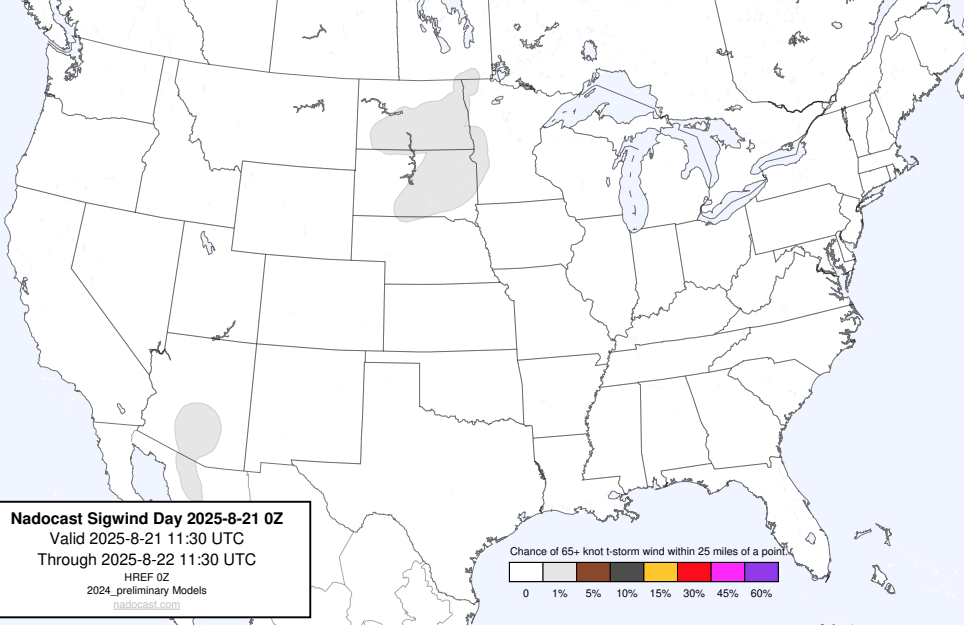 Nadocast Sigwind Day 2025-8-21 0Z
Valid 2025-8-21 11:30 UTC
Through 2025-8-22 11:30 UTC
HREF 0Z
2024_preliminary Models
nadocast.com
Chance of 65+ knot t-storm wind within 25 miles of a point.
0 1% 5% 10% 15% 30% 45% 60%